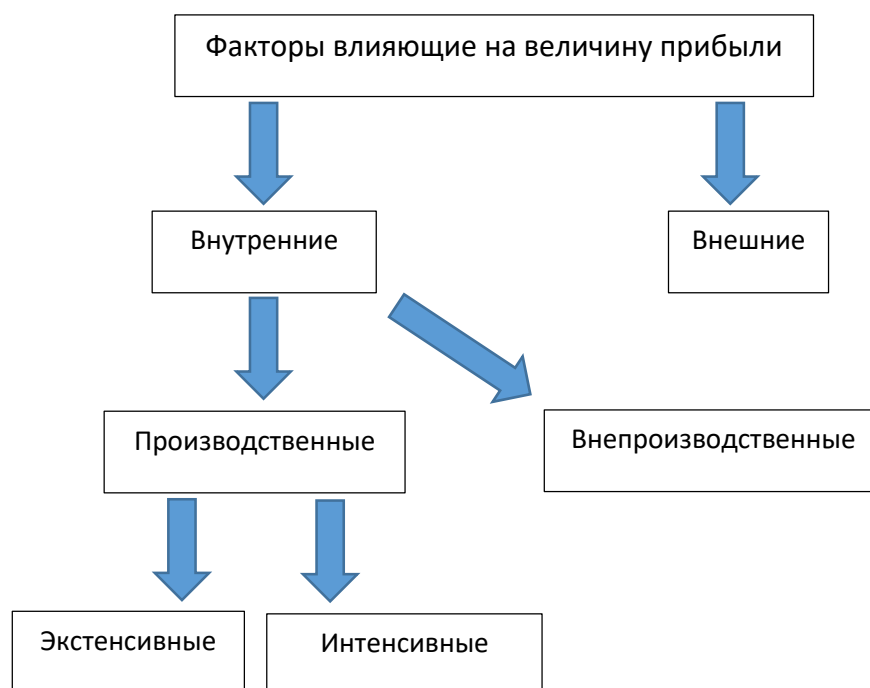 Факторы влияющие на величину прибыли
Внутренние
Внешние
Производственные
Внепроизводственные
Экстенсивные
Интенсивные